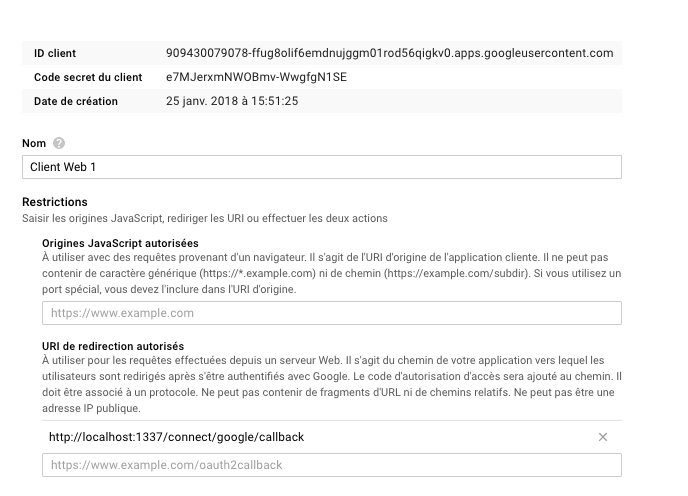 ID client 909430079078-ffug8olif6emdnujggm01rod56qigkv0.apps.googleusercontent.com
Code secret du client e7MJerxmNWOBmv-WwgfgN1SE
Date de création 25 janv. 2018 à 15:51:25
Nom ?
Client Web 1
Restrictions
Saisir les origines JavaScript, rediriger les URI ou effectuer les deux actions
Origines JavaScript autorisées
À utiliser avec des requêtes provenant d'un navigateur. Il s'agit de l'URI d'origine de l'application cliente. Il ne peut pas
contenir de caractère générique (https://*.example.com) ni de chemin (https://example.com/subdir). Si vous utilisez un
port spécial, vous devez l'inclure dans l'URI d'origine.
https://www.example.com
URI de redirection autorisés
À utiliser pour les requêtes effectuées depuis un serveur Web. Il s'agit du chemin de votre application vers lequel les
utilisateurs sont redirigés après s'être authentifiés avec Google. Le code d'autorisation d'accès sera ajouté au chemin. Il
doit être associé à un protocole. Ne peut pas contenir de fragments d'URL ni de chemins relatifs. Ne peut pas être une
adresse IP publique.
http://localhost:1337/connect/google/callback
https://www.example.com/oauth2callback